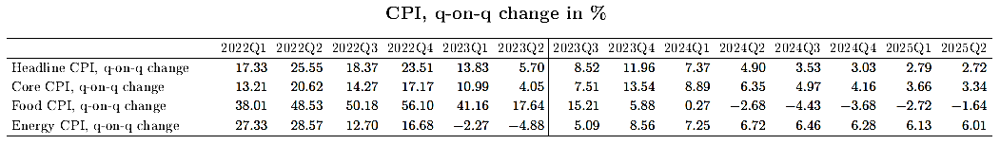 CPI, q-on-q change in %
2022Q1 2022Q2 2022Q3 2022Q4 2023Q1 2023Q2 2023Q3 2023Q4 2024Q1 2024Q2 2024Q3 2024Q4 2025Q1 2025Q2
Headline CPI, q-on-q change 17.33 25.55 18.37 23.51 13.83 5.70 8.52 11.96 7.37 4.90 3.53 3.03 2.79 2.72
Core CPI, q-on-q change 13.21 20.62 14.27 17.17 10.99 4.05 7.51 13.54 8.89 6.35 4.97 4.16 3.66 3.34
Food CPI, q-on-q change 38.01 48.53 50.18 56.10 41.16 17.64 15.21 5.88 0.27 −2.68 −4.43 −3.68 −2.72 −1.64
Energy CPI, q-on-q change 27.33 28.57 12.70 16.68 −2.27 −4.88 5.09 8.56 7.25 6.72 6.46 6.28 6.13 6.01